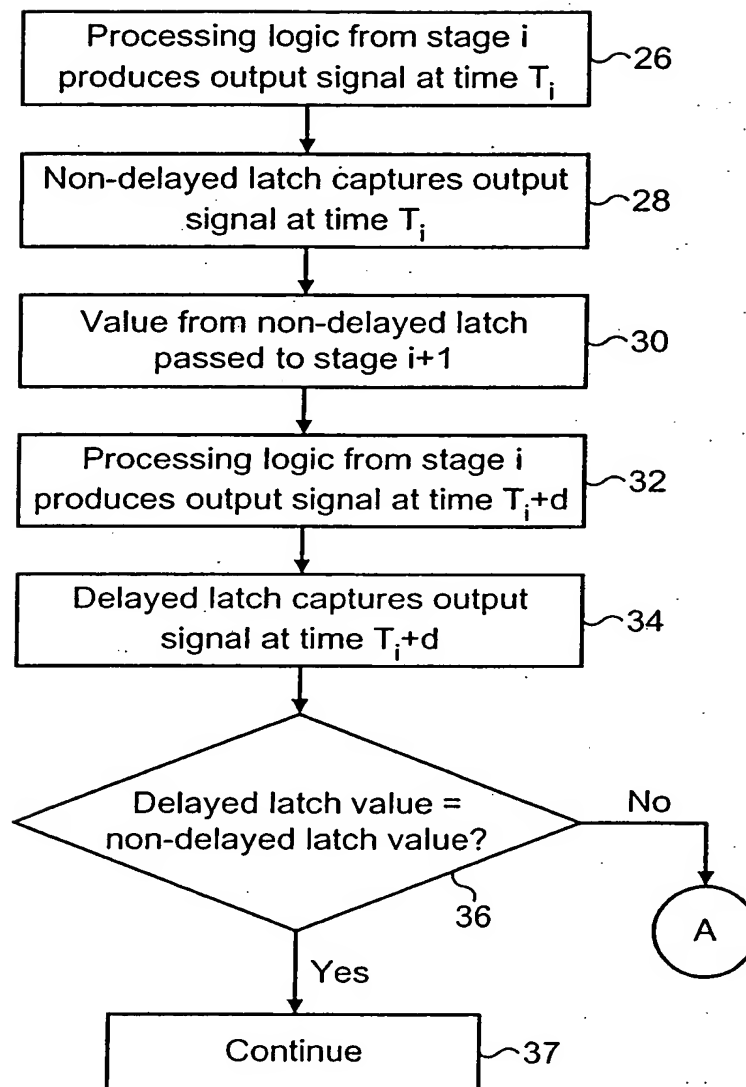 Processing logic from stage i
produces output signal at time Ti
26
Non-delayed latch captures output
signal at time Ti
28
Value from non-delayed latch
passed to stage i+1
30
Processing logic from stage i
produces output signal at time Ti+d
32
Delayed latch captures output
signal at time Ti+d
34
Delayed latch value =
non-delayed latch value?
36
No
A
Yes
Continue
37